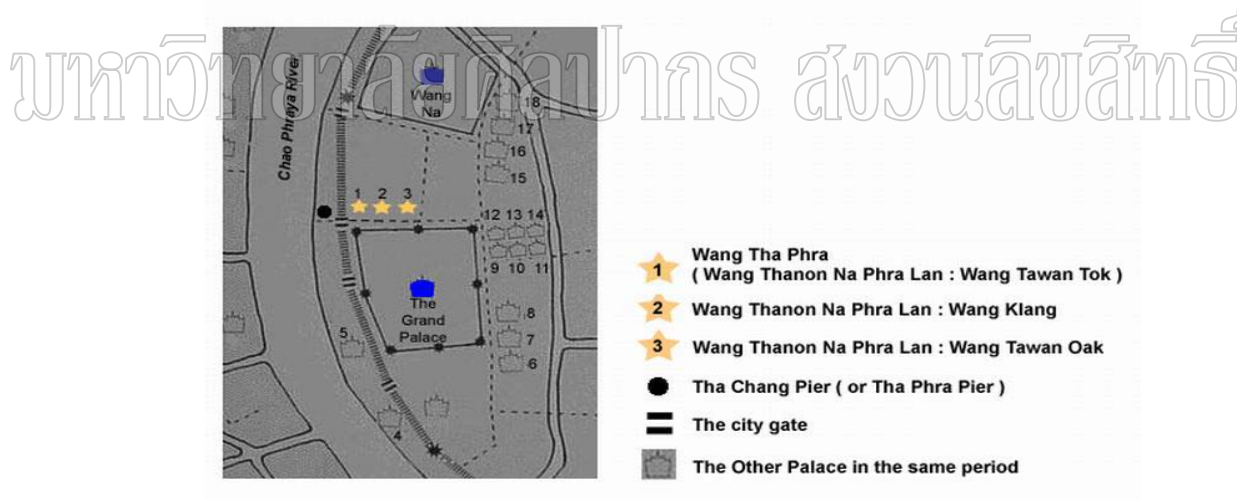 มหาวิทยาลัยศิลปากร สงวนลิขสิทธิ์
Chao Phraya River
Wang
Na
18
17
16
15
1 2 3
12 13 14
9 10 11
The
Grand
Palace
8
7
6
5
4
1 Wang Tha Phra
( Wang Thanon Na Phra Lan : Wang Tawan Tok )
2 Wang Thanon Na Phra Lan : Wang Klang
3 Wang Thanon Na Phra Lan : Wang Tawan Oak
Tha Chang Pier ( or Tha Phra Pier )
The city gate
The Other Palace in the same period